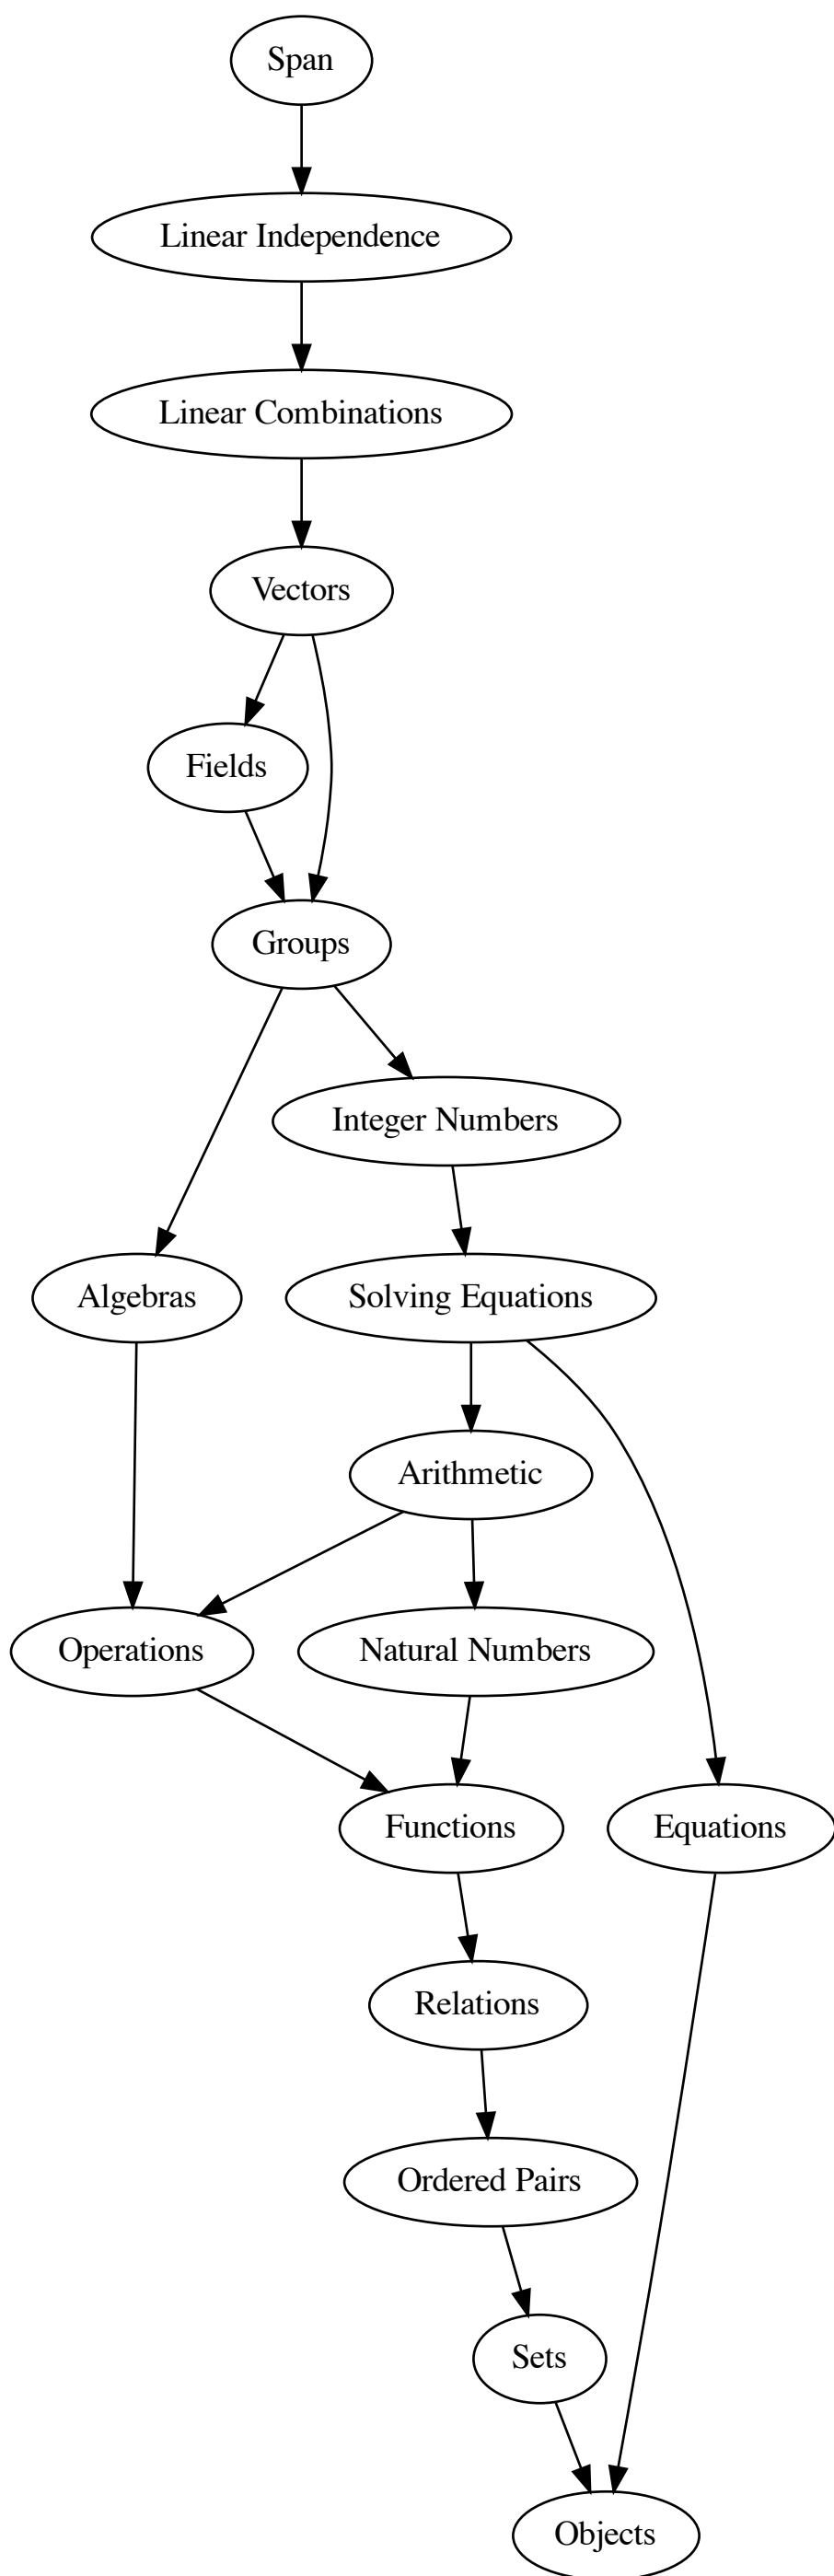 Span
Linear Independence
Linear Combinations
Vectors
Fields
Groups
Integer Numbers
Algebras
Solving Equations
Arithmetic
Operations
Natural Numbers
Functions
Equations
Relations
Ordered Pairs
Sets
Objects